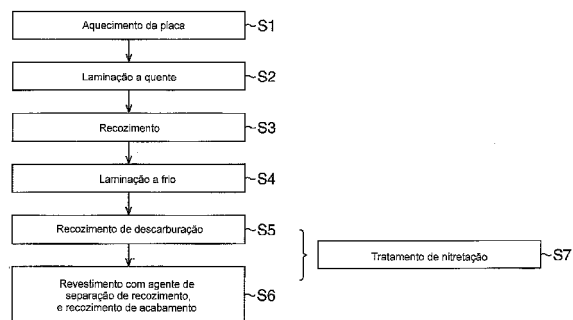 Aquecimento da placa
S1
Laminação a quente
S2
Recozimento
S3
Laminação a frio
S4
Recozimento de descarburação
S5
Tratamento de nitretação
S7
Revestimento com agente de
separação de recozimento,
e recozimento de acabamento
S6